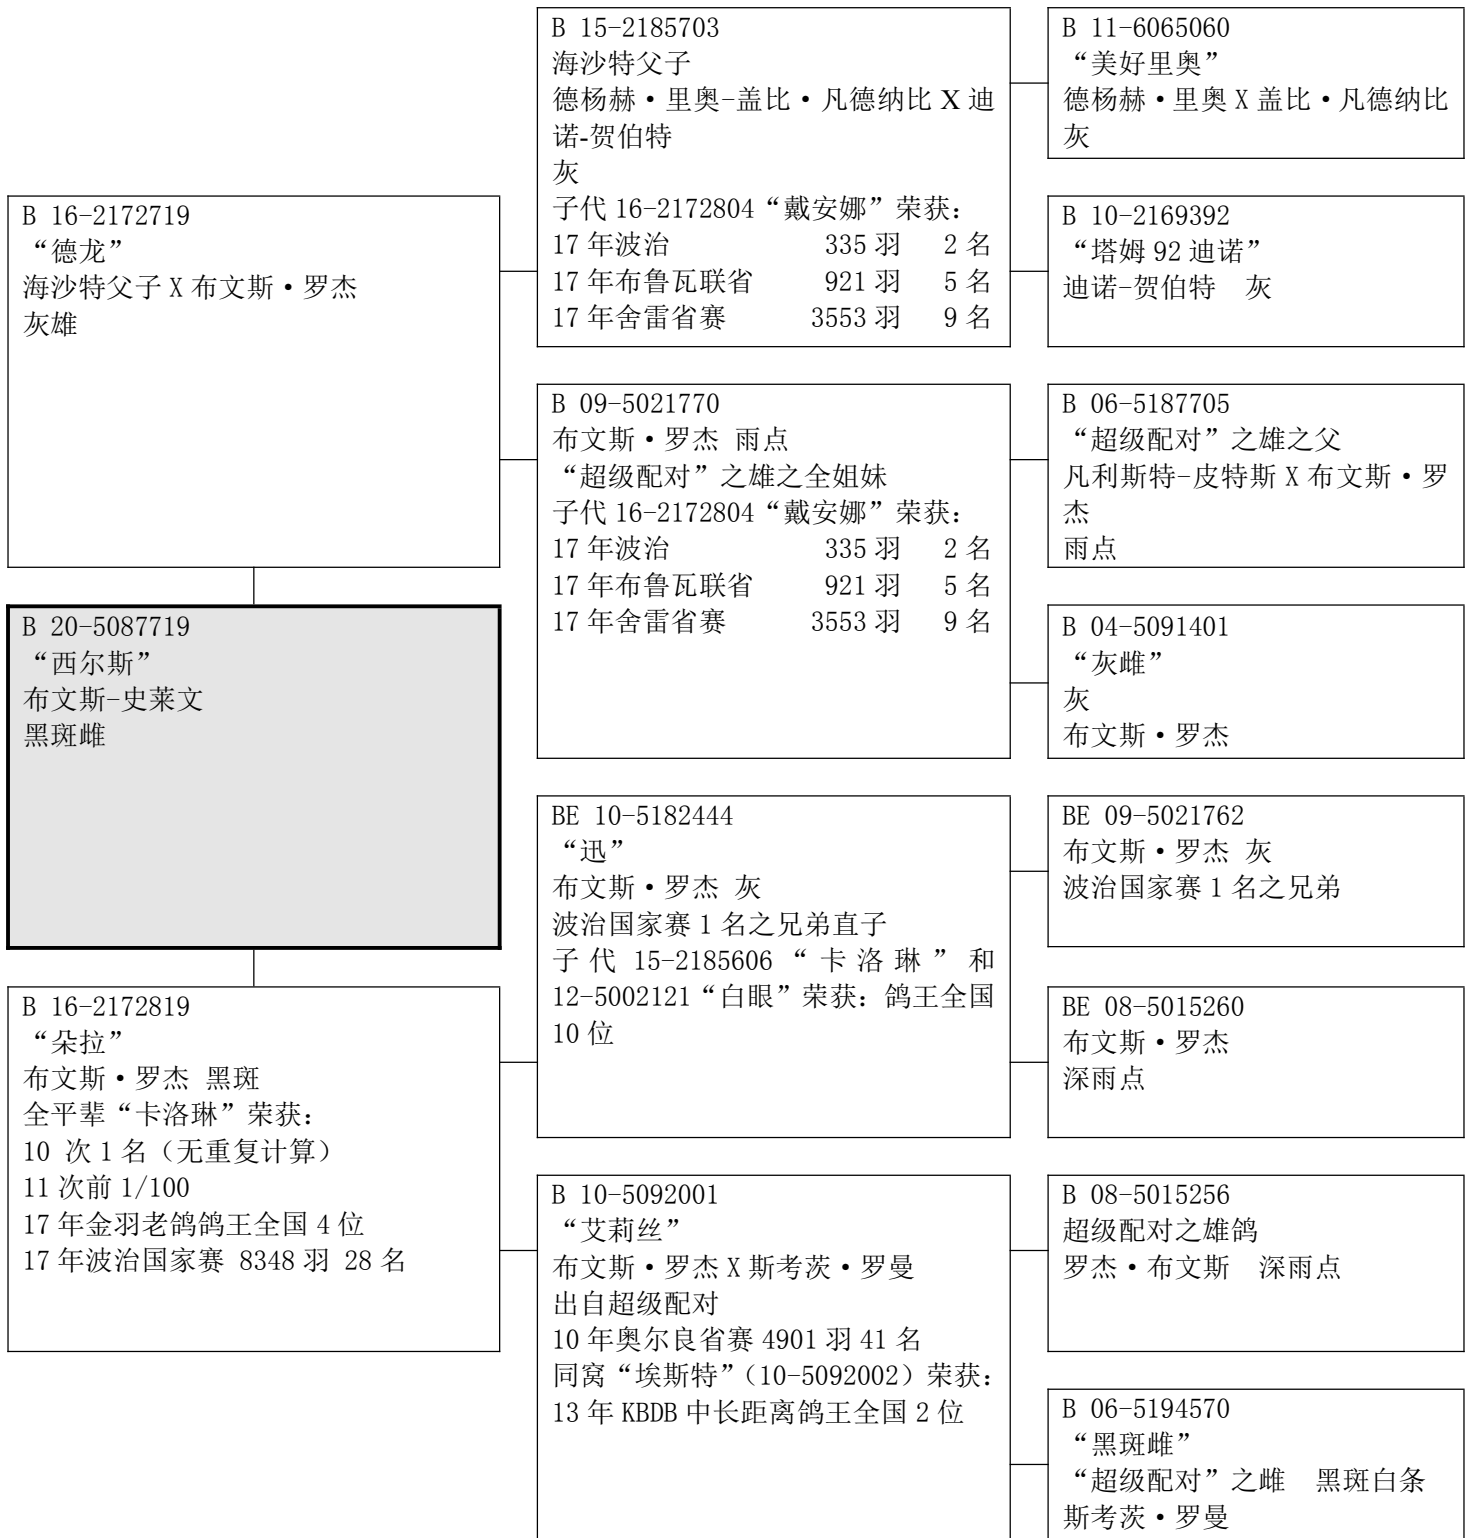 B 16-2172719
“德龙”
海沙特父子 X 布文斯·罗杰
灰雄
B 20-5087719
“西尔斯”
布文斯-史莱文
黑斑雌
B 16-2172819
“朵拉”
布文斯·罗杰 黑斑
全平辈“卡洛琳”荣获：
10 次 1 名（无重复计算）
11 次前 1/100
17 年金羽老鸽鸽王全国 4 位
17 年波治国家赛 8348 羽 28 名
B 15-2185703
海沙特父子
德杨赫·里奥-盖比·凡德纳比 X 迪
诺-贺伯特
灰
子代 16-2172804“戴安娜”荣获：
17 年波治 335 羽 2 名
17 年布鲁瓦联省 921 羽 5 名
17 年舍雷省赛 3553 羽 9 名
B 09-5021770
布文斯·罗杰 雨点
“超级配对”之雄之全姐妹
子代 16-2172804“戴安娜”荣获：
17 年波治 335 羽 2 名
17 年布鲁瓦联省 921 羽 5 名
17 年舍雷省赛 3553 羽 9 名
BE 10-5182444
“迅”
布文斯·罗杰 灰
波治国家赛 1 名之兄弟直子
子代 15-2185606“卡洛琳”和
12-5002121“白眼”荣获：鸽王全国
10 位
B 10-5092001
“艾莉丝”
布文斯·罗杰 X 斯考茨·罗曼
出自超级配对
10 年奥尔良省赛 4901 羽 41 名
同窝“埃斯特”（10-5092002）荣获：
13 年 KBDB 中长距离鸽王全国 2 位
B 11-6065060
“美好里奥”
德杨赫·里奥 X 盖比·凡德纳比
灰
B 10-2169392
“塔姆 92 迪诺”
迪诺-贺伯特 灰
B 06-5187705
“超级配对”之雄之父
凡利斯特-皮特斯 X 布文斯·罗
杰
雨点
B 04-5091401
“灰雌”
灰
布文斯·罗杰
BE 09-5021762
布文斯·罗杰 灰
波治国家赛 1 名之兄弟
BE 08-5015260
布文斯·罗杰
深雨点
B 08-5015256
超级配对之雄鸽
罗杰·布文斯 深雨点
B 06-5194570
“黑斑雌”
“超级配对”之雌 黑斑白条
斯考茨·罗曼